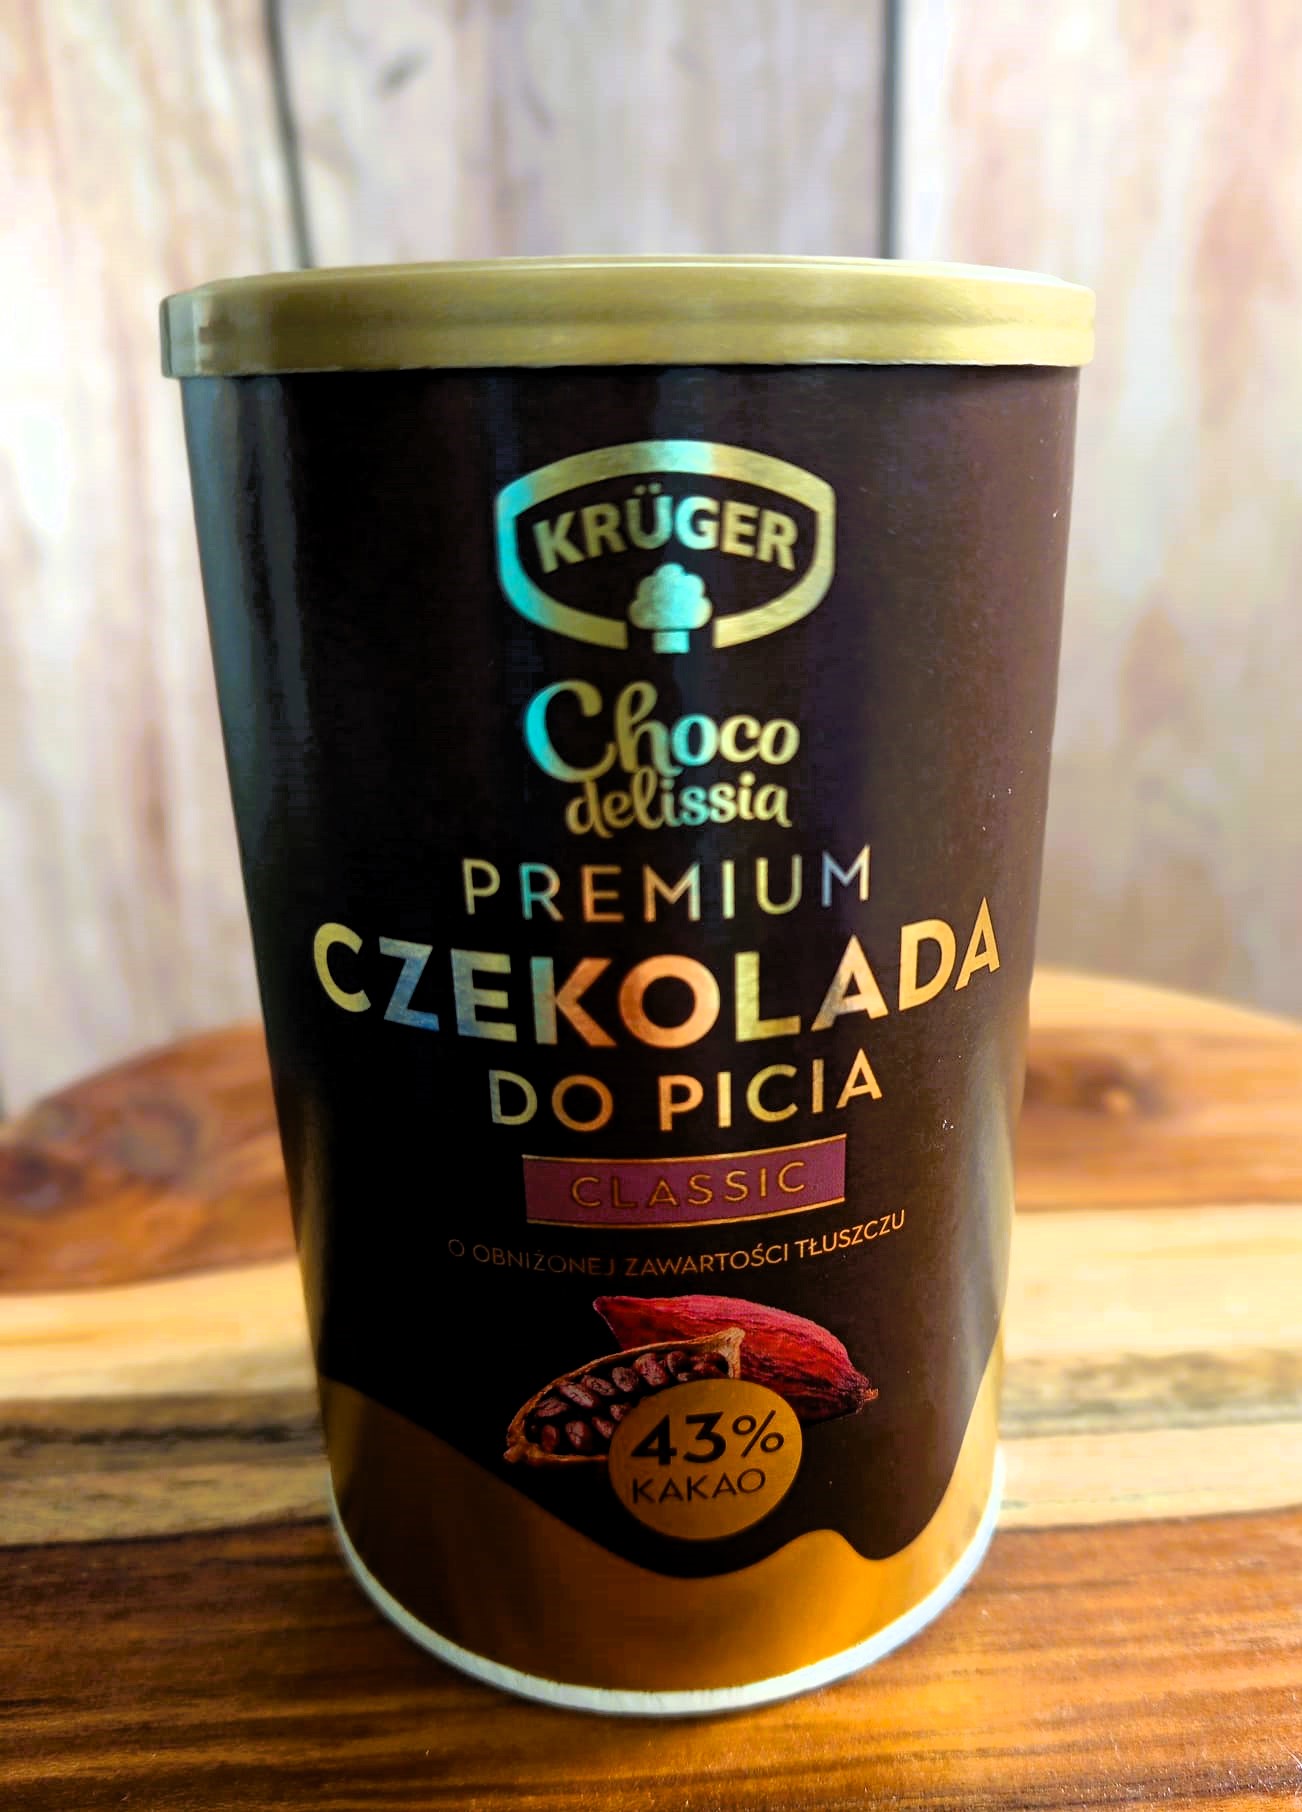 KRÜGER
Choco
delissia
PREMIUM
CZEKOLADA
DO PICIA
CLASSIC
O OBNIŻONEJ ZAWARTOŚCI TŁUSZCZU
43%
KAKAO